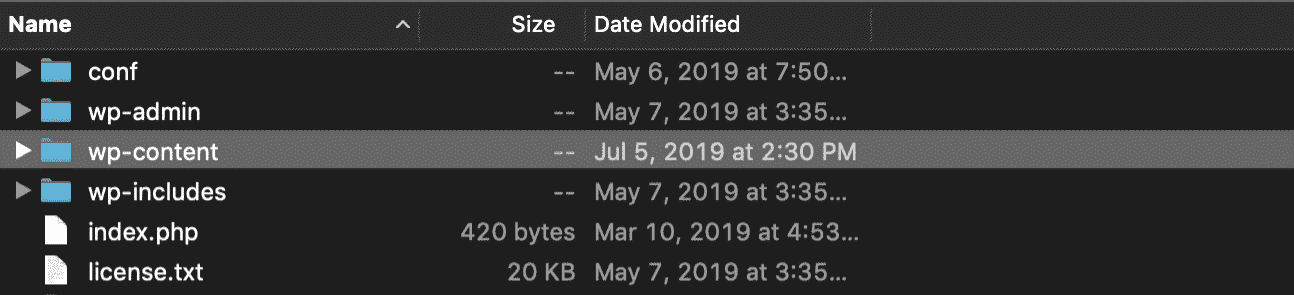 Name Size Date Modified
conf -- May 6, 2019 at 7:50...
wp-admin -- May 7, 2019 at 3:35...
wp-content -- Jul 5, 2019 at 2:30 PM
wp-includes -- May 7, 2019 at 3:35...
index.php 420 bytes Mar 10, 2019 at 4:53...
license.txt 20 KB May 7, 2019 at 3:35...